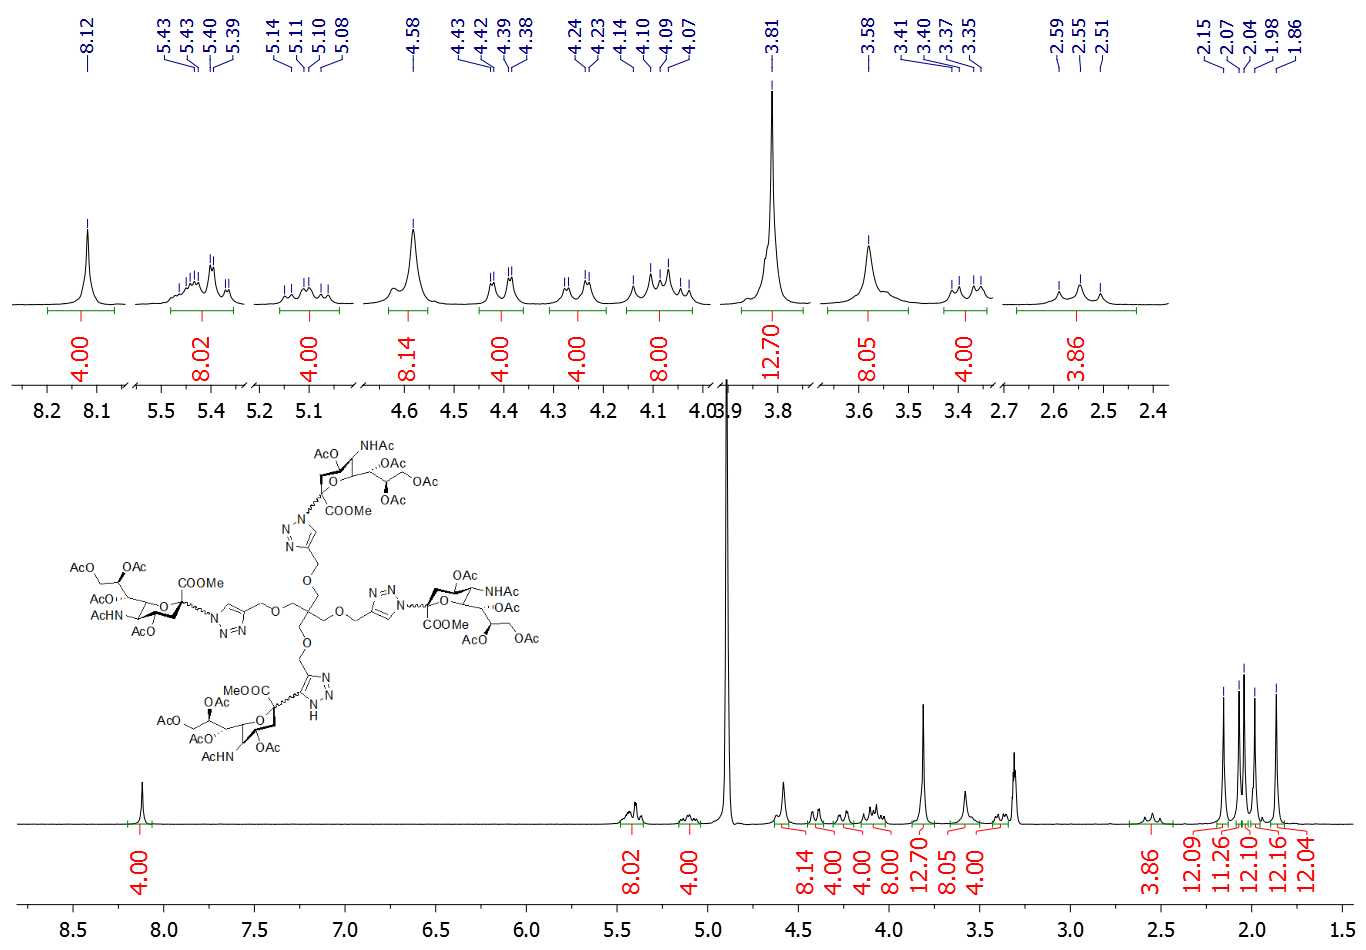 8.12 5.43 5.43 5.40 5.39 5.14 5.11 5.10 5.08 4.58 4.43 4.42 4.39 4.38 4.24 4.23 4.14 4.10 4.09 4.07 3.81 3.58 3.41 3.40 3.37 3.35 2.59 2.55 2.51 2.15 2.07 2.04 1.98 1.86
4.00 8.02 4.00 8.14 4.00 4.00 8.00 12.70 8.05 4.00 3.86
8.2 8.1 5.5 5.4 5.2 5.1 4.6 4.5 4.4 4.3 4.2 4.1 4.0 3.9 3.8 3.6 3.5 3.4 2.7 2.6 2.5 2.4
NHAc
AcO
OAc
O
OAc
OAc
COOMe
N
N
N
O
AcO OAc
COOMe
AcO
O
AcHN
AcO
N
N N
O
O
O
N N
N
OAc
NHAc
O
OAc
COOMe
AcO
OAc
O
MeOOC
N
N
N
H
OAc
AcO
O
AcO
OAc
AcHN
4.00 8.02 4.00 8.14 4.00 4.00 8.00 12.70 8.05 4.00 3.86 12.09 11.26 12.10 12.16 12.04
8.5 8.0 7.5 7.0 6.5 6.0 5.5 5.0 4.5 4.0 3.5 3.0 2.5 2.0 1.5